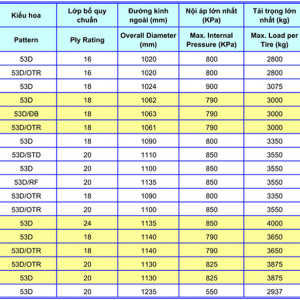 Kiểu hoa Lớp bố quy chuẩn Đường kính ngoài (mm) Nội áp lớn nhất (KPa) Tải trọng lớn nhất (kg)
Pattern Ply Rating Overall Diameter (mm) Max. Internal Pressure (KPa) Max. Load per Tire (kg)
53D 16 1020 800 2800
53D/OTR 16 1020 800 2800
53D 18 1024 900 3075
53D 18 1062 790 3000
53D/ĐB 18 1063 790 3000
53D/OTR 18 1061 790 3000
53D 18 1090 800 3550
53D/STD 20 1110 850 3550
53D 20 1110 850 3550
53D/RF 20 1135 850 3550
53D/OTR 18 1090 800 3550
53D 20 1100 850 3550
53D 24 1135 850 4000
53D 18 1140 790 3650
53D/OTR 18 1140 790 3650
53D/OTR 20 1130 825 3875
53D 20 1130 825 3875
53D 20 1235 550 2937